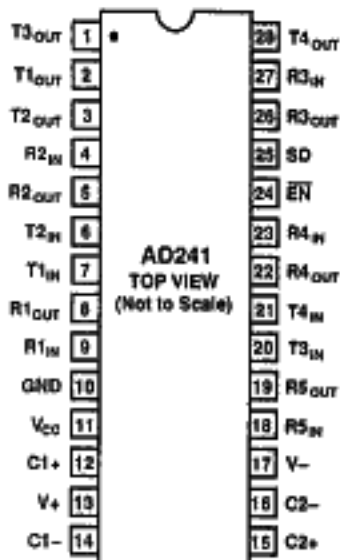 T3OUT 1 28 T4OUT
T1OUT 2 27 R3IN
T2OUT 3 26 R3OUT
R2IN 4 25 SD
R2OUT 5 24 EN
T2IN 6 23 R4IN
T1IN 7 22 R4OUT
R1OUT 8 21 T4IN
R1IN 9 20 T3IN
GND 10 19 R5OUT
VCC 11 18 R5IN
C1+ 12 17 V–
V+ 13 16 C2–
C1– 14 15 C2+
AD241
TOP VIEW
(Not to Scale)